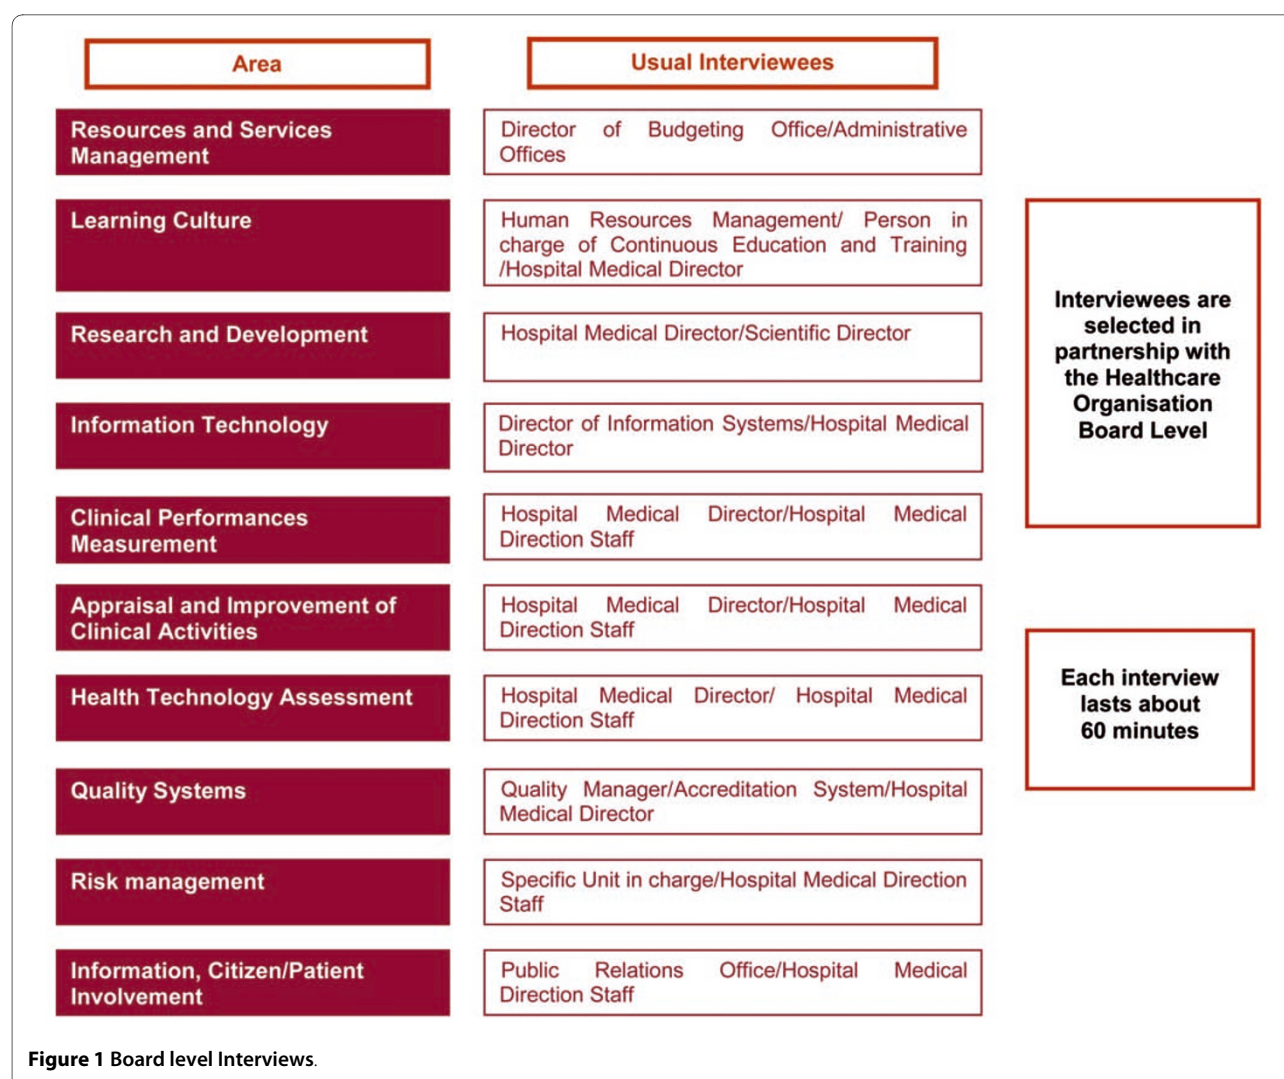 Area
Usual Interviewees
Resources and Services
Management
Director of Budgeting Office/Administrative
Offices
Learning Culture
Human Resources Management/ Person in
charge of Continuous Education and Training
/Hospital Medical Director
Research and Development
Hospital Medical Director/Scientific Director
Information Technology
Director of Information Systems/Hospital Medical
Director
Clinical Performances
Measurement
Hospital Medical Director/Hospital Medical
Direction Staff
Appraisal and Improvement of
Clinical Activities
Hospital Medical Director/Hospital Medical
Direction Staff
Health Technology Assessment
Hospital Medical Director/ Hospital Medical
Direction Staff
Quality Systems
Quality Manager/Accreditation System/Hospital
Medical Director
Risk management
Specific Unit in charge/Hospital Medical Direction
Staff
Information, Citizen/Patient
Involvement
Public Relations Office/Hospital Medical
Direction Staff
Interviewees are
selected in
partnership with
the Healthcare
Organisation
Board Level
Each interview
lasts about
60 minutes
Figure 1 Board level Interviews.